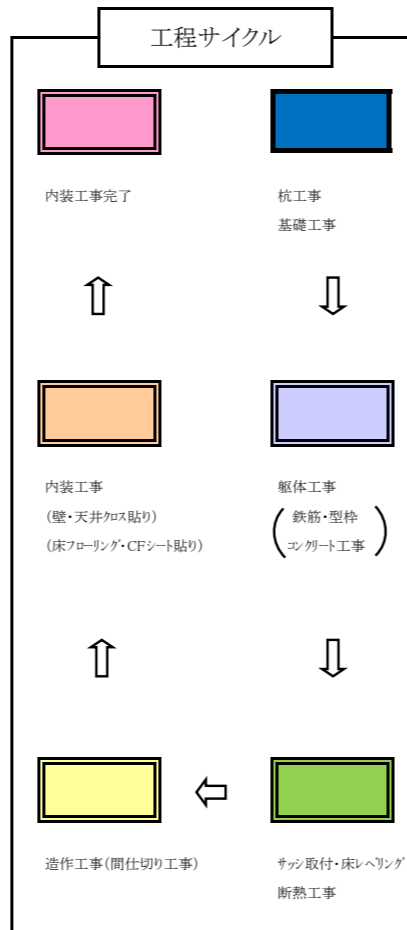 工程サイクル
内装工事完了
杭工事
基礎工事
内装工事
(壁・天井クロス貼り)
(床フローリング・CFシート貼り)
躯体工事
鉄筋・型枠
コンクリート工事
造作工事(間仕切り工事)
サッシ取付・床レベリング
断熱工事